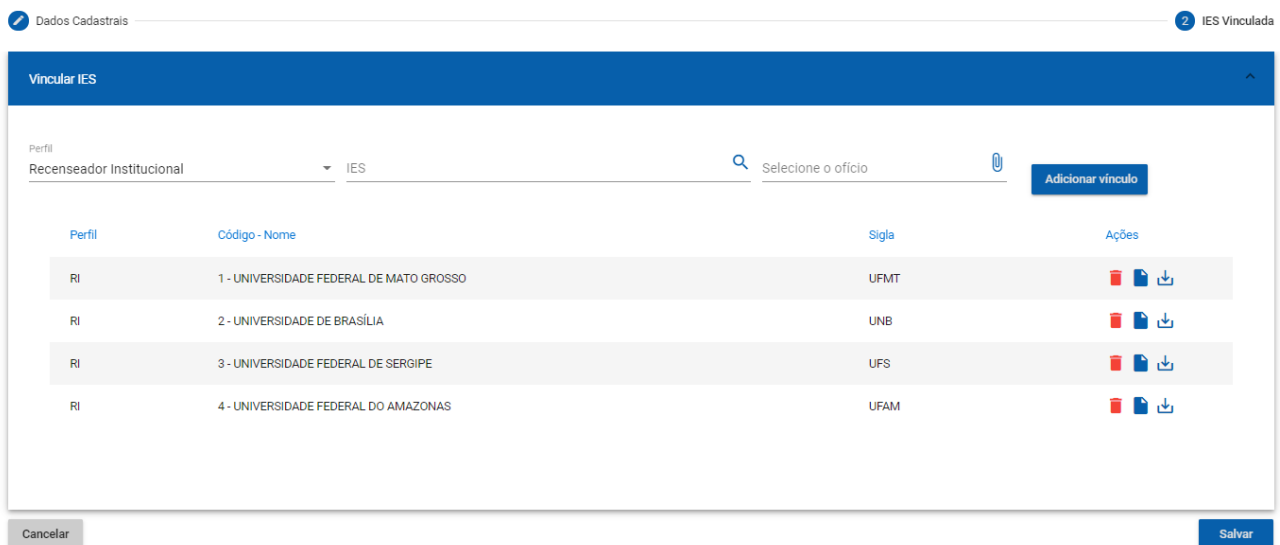 Dados Cadastrais 2 IES Vinculada
Vincular IES
Perfil
Recenseador Institucional IES Selecione o ofício Adicionar vínculo
Perfil Código - Nome Sigla Ações
RI 1 - UNIVERSIDADE FEDERAL DE MATO GROSSO UFMT
RI 2 - UNIVERSIDADE DE BRASÍLIA UNB
RI 3 - UNIVERSIDADE FEDERAL DE SERGIPE UFS
RI 4 - UNIVERSIDADE FEDERAL DO AMAZONAS UFAM
Cancelar Salvar